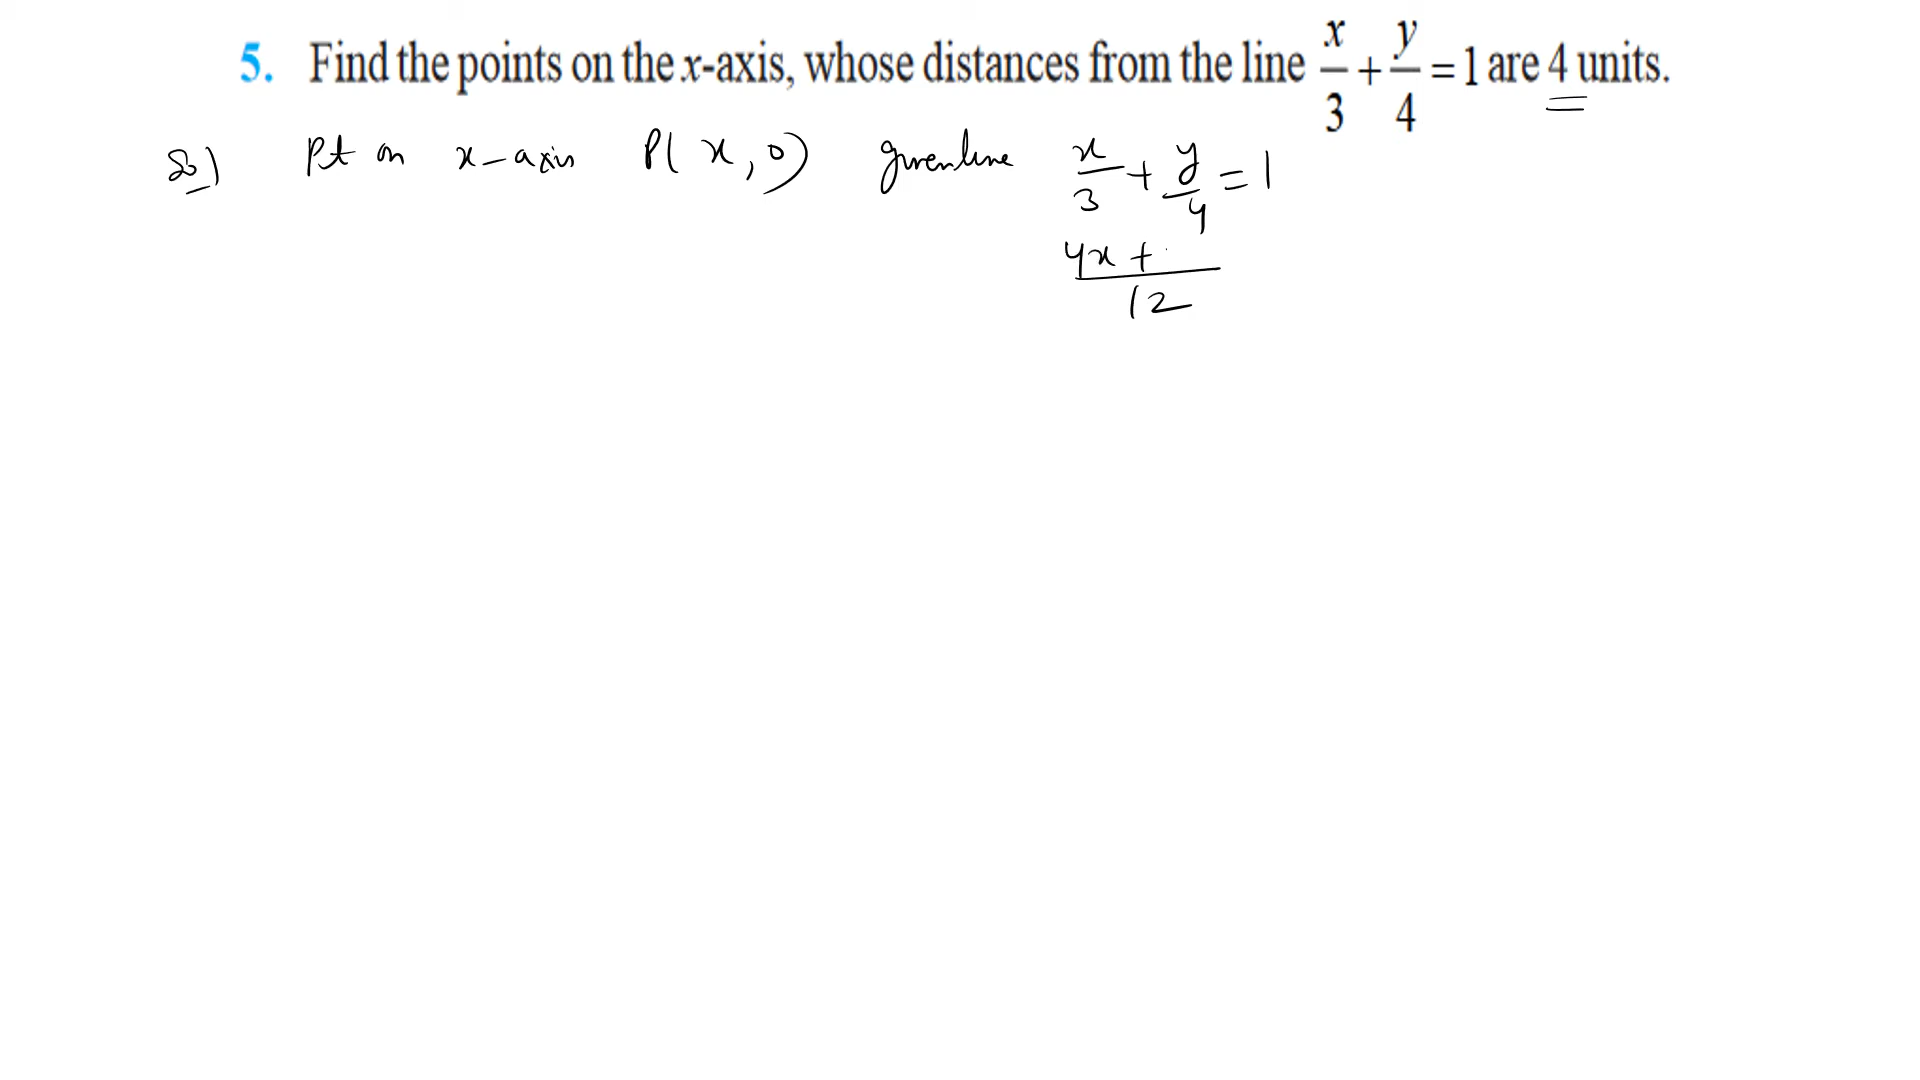 5. Find the points on the x-axis, whose distances from the line x/3 + y/4 = 1 are 4 units.
So) Pt on x-axis P(x, 0) given line x/3 + y/4 = 1
4x + / 12